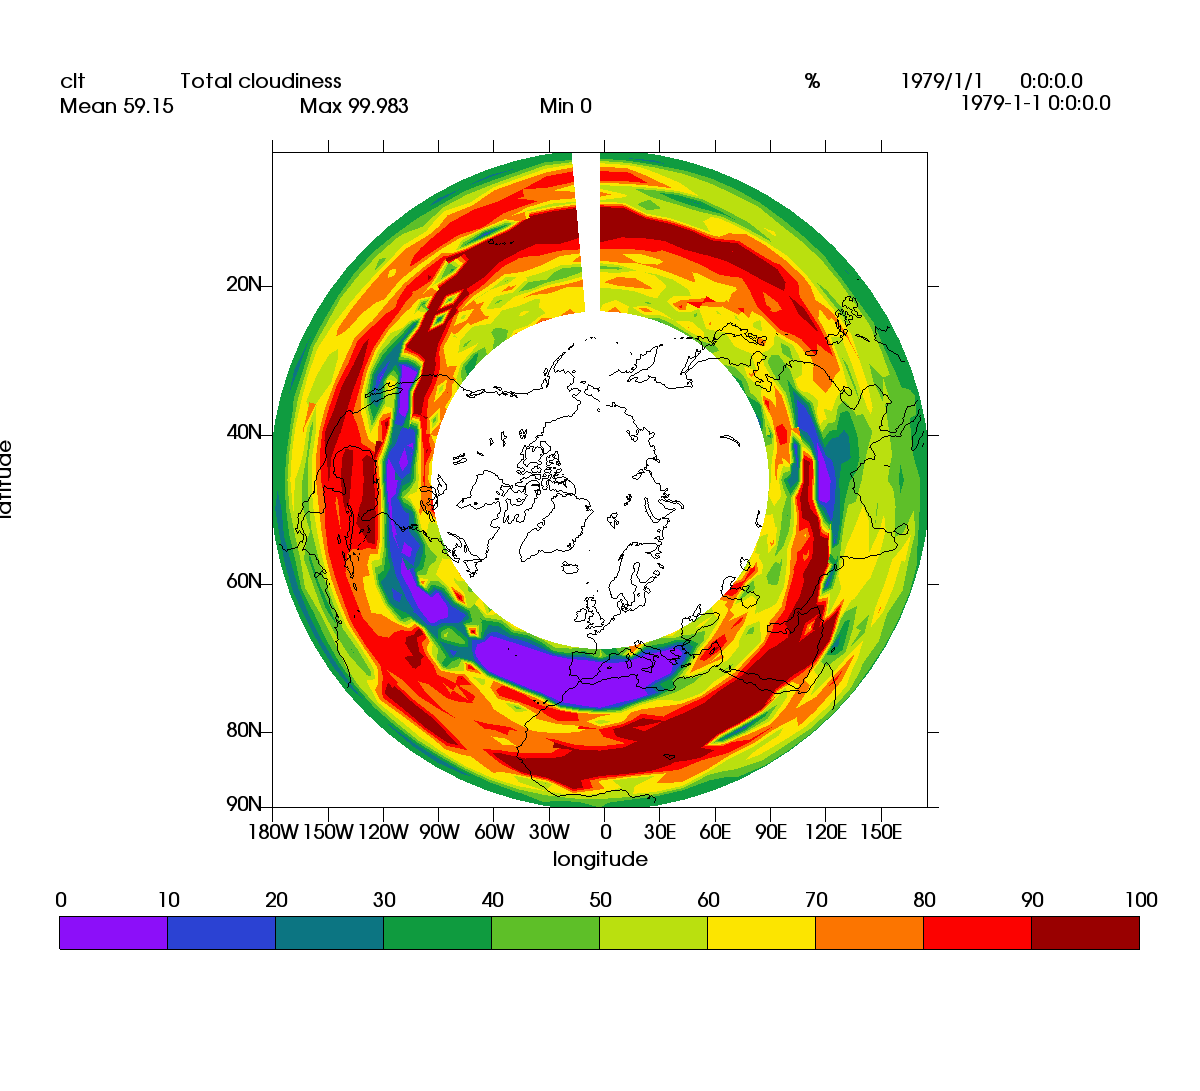 clt Total cloudiness % 1979/1/1 0:0:0.0
Mean 59.15 Max 99.983 Min 0 1979-1-1 0:0:0.0
20N
40N
latitude
60N
80N
90N
180W 150W 120W 90W 60W 30W 0 30E 60E 90E 120E 150E
longitude
0 10 20 30 40 50 60 70 80 90 100